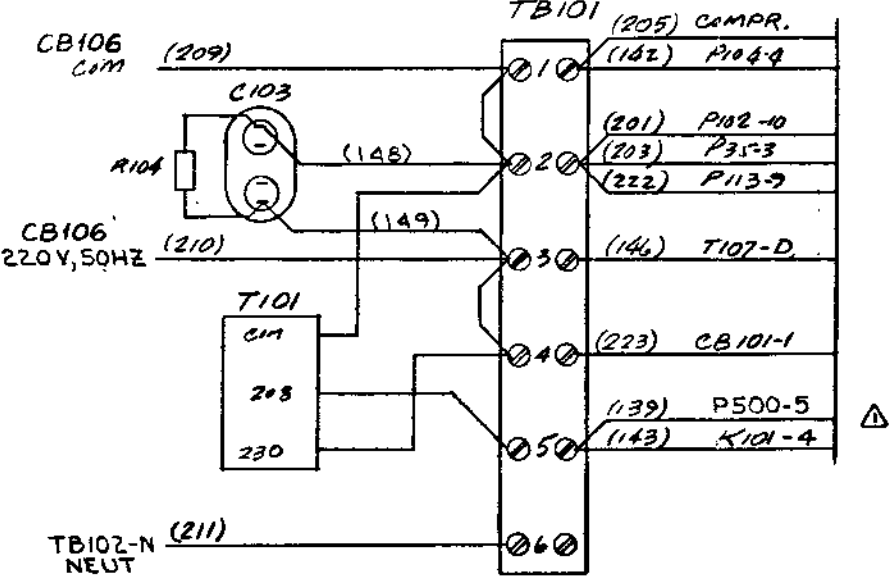 TB101
(205) COMPR.
CB106 (209) 1 (142) P104-4
COM
C103
(201) P102-10
R104 (148) 2 (203) P35-3
(222) P113-9
(149)
CB106 (210) 3 (146) T107-D
220V, 50HZ
T101
COM
4 (223) CB101-1
208
(139) P500-5
230 5 (143) K101-4
1
TB102-N (211) 6
NEUT